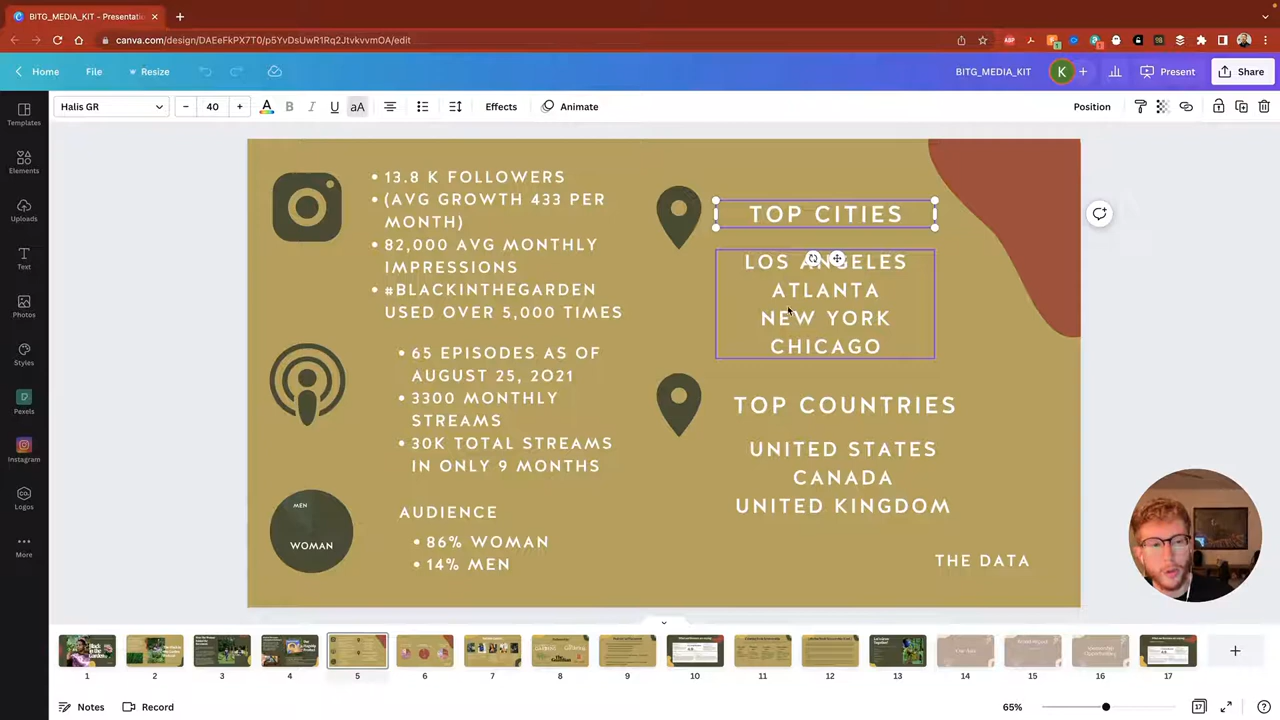 BITG_MEDIA_KIT - Presentatio
canva.com/design/DAEeFkPX7T0/p5YvDsUwR1Rq2JtvkvvmOA/edit
Home
File
Resize
BITG_MEDIA_KIT
K
Present
Share
Halis GR
40
A
B
I
U
aA
Effects
Animate
Position
Templates
Elements
Uploads
Text
Photos
Styles
Pexels
Instagram
Logos
More
• 13.8 K FOLLOWERS
• (AVG GROWTH 433 PER
MONTH)
• 82,000 AVG MONTHLY
IMPRESSIONS
• #BLACKINTHEGARDEN
USED OVER 5,000 TIMES
• 65 EPISODES AS OF
AUGUST 25, 2021
• 3300 MONTHLY
STREAMS
• 30K TOTAL STREAMS
IN ONLY 9 MONTHS
MEN
WOMAN
AUDIENCE
• 86% WOMAN
• 14% MEN
TOP CITIES
LOS ANGELES
ATLANTA
NEW YORK
CHICAGO
TOP COUNTRIES
UNITED STATES
CANADA
UNITED KINGDOM
THE DATA
1
2
3
4
5
6
7
8
9
10
11
12
13
14
15
16
17
Notes
Record
65%
17